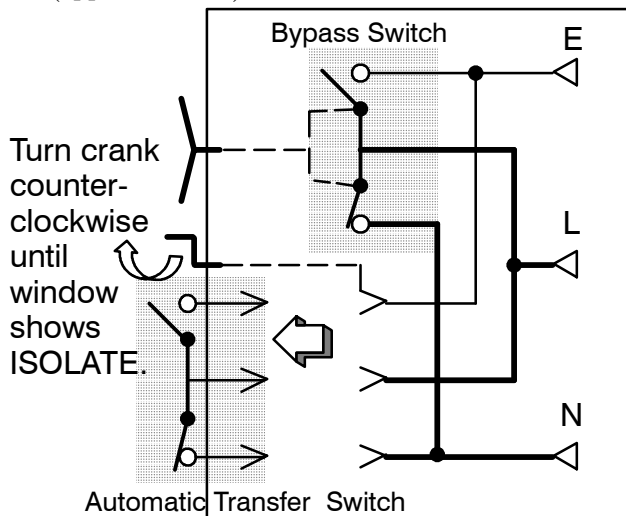 Bypass Switch
E
Turn crank
counter-
clockwise
until
window
shows
ISOLATE.
L
N
Automatic Transfer Switch